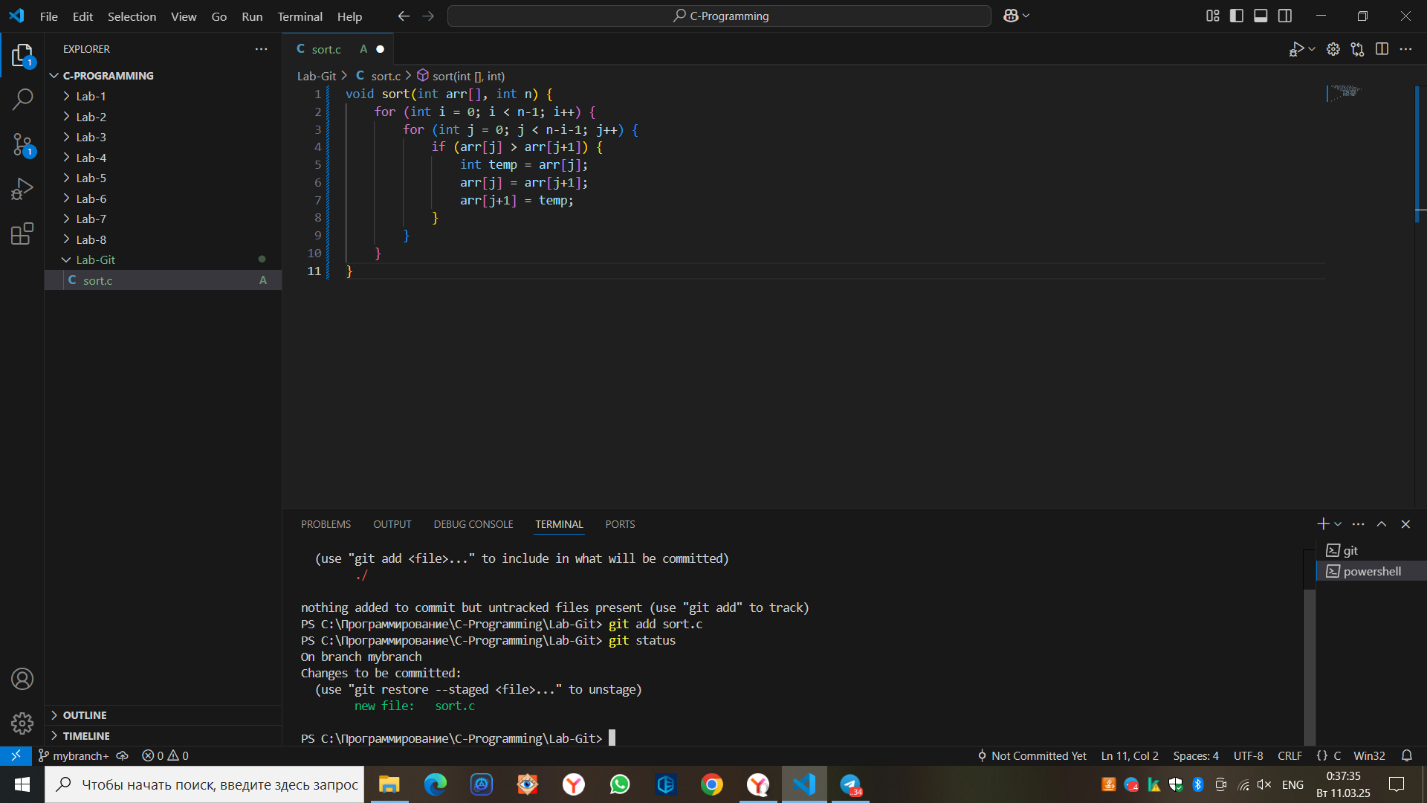 File Edit Selection View Go Run Terminal Help
C-Programming
EXPLORER
C-PROGRAMMING
Lab-1
Lab-2
Lab-3
Lab-4
Lab-5
Lab-6
Lab-7
Lab-8
Lab-Git
C sort.c A
OUTLINE
TIMELINE
1
1
C sort.c A
Lab-Git > C sort.c > sort(int [], int)
1 void sort(int arr[], int n) {
2 for (int i = 0; i < n-1; i++) {
3 for (int j = 0; j < n-i-1; j++) {
4 if (arr[j] > arr[j+1]) {
5 int temp = arr[j];
6 arr[j] = arr[j+1];
7 arr[j+1] = temp;
8 }
9 }
10 }
11 }
PROBLEMS OUTPUT DEBUG CONSOLE TERMINAL PORTS
(use "git add <file>..." to include in what will be committed)
./
nothing added to commit but untracked files present (use "git add" to track)
PS C:\Программирование\C-Programming\Lab-Git> git add sort.c
PS C:\Программирование\C-Programming\Lab-Git> git status
On branch mybranch
Changes to be committed:
(use "git restore --staged <file>..." to unstage)
new file: sort.c
PS C:\Программирование\C-Programming\Lab-Git>
git
powershell
mybranch+ 0 0 Not Committed Yet Ln 11, Col 2 Spaces: 4 UTF-8 CRLF {} C Win32
Чтобы начать поиск, введите здесь запрос
ENG
0:37:35
Вт 11.03.25